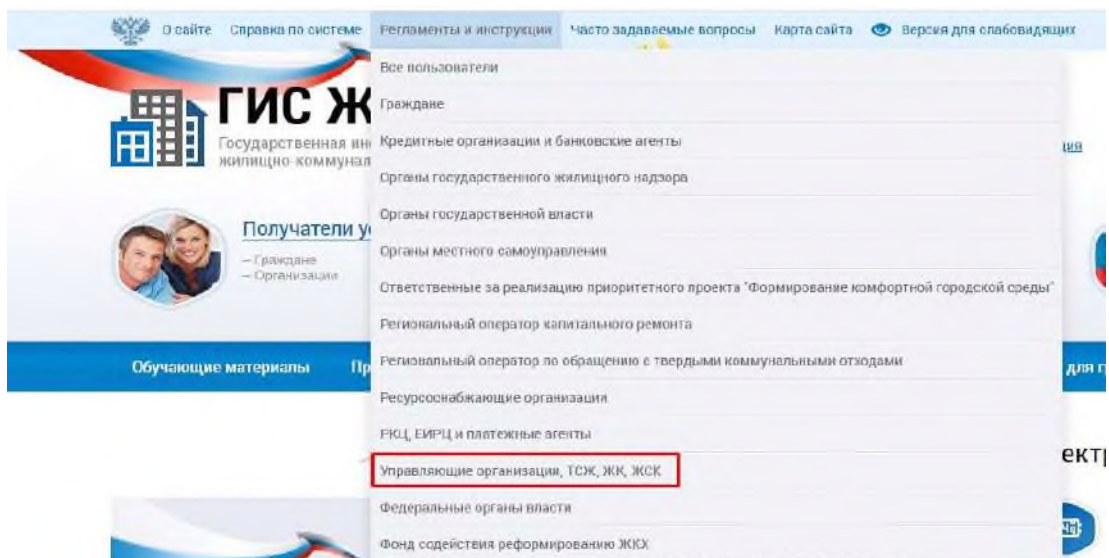 О сайте Справка по системе Регламенты и инструкции Часто задаваемые вопросы Карта сайта Версия для слабовидящих
Все пользователи
ГИС Ж
Граждане
Государственная ин
Кредитные организации и банковские агенты
жилищно-коммунал
ция
Органы государственного жилищного надзора
Органы государственной власти
Получатели у
Органы местного самоуправления
– Граждане
– Организации
Ответственные за реализацию приоритетного проекта "Формирование комфортной городской среды"
Региональный оператор капитального ремонта
Региональный оператор по обращению с твердыми коммунальными отходами
Обучающие материалы Пр
для г
Ресурсоснабжающие организации
РКЦ, ЕИРЦ и платежные агенты
Управляющие организации, ТСЖ, ЖК, ЖСК
ект
Федеральные органы власти
Фонд содействия реформированию ЖКХ